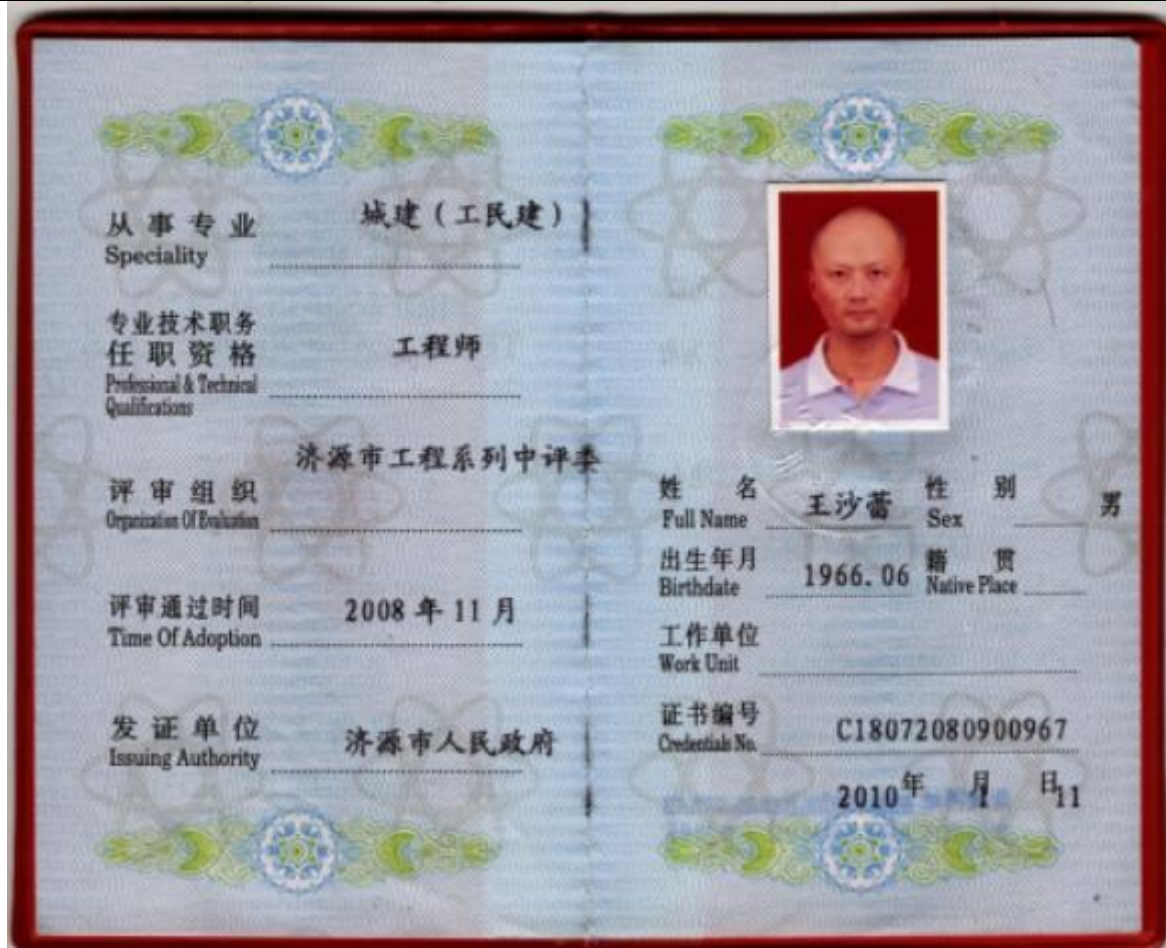 从事专业 城建（工民建）
Speciality
专业技术职务
任职资格 工程师
Professional & Technical
Qualifications
济源市工程系列中评委
评审组织
Organization Of Evaluation
评审通过时间 2008年11月
Time Of Adoption
发证单位 济源市人民政府
Issuing Authority
姓名 王沙蕾 性别 男
Full Name Sex
出生年月 1966.06 籍贯
Birthdate Native Place
工作单位
Work Unit
证书编号 C18072080900967
Credentials No.
2010年1月11日